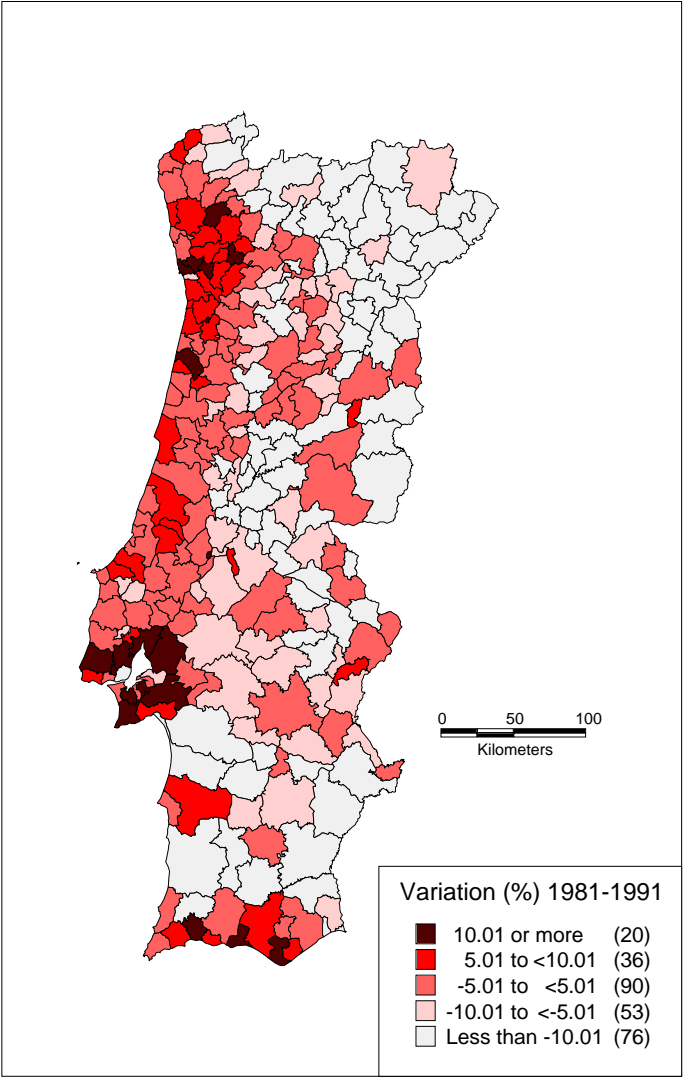 0 50 100
Kilometers
Variation (%) 1981-1991
10.01 or more (20)
5.01 to <10.01 (36)
-5.01 to <5.01 (90)
-10.01 to <-5.01 (53)
Less than -10.01 (76)